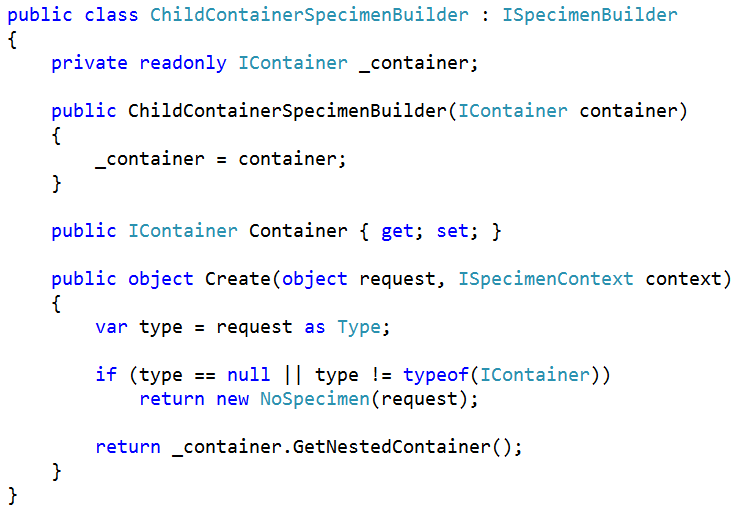 public class ChildContainerSpecimenBuilder : ISpecimenBuilder
{
    private readonly IContainer _container;

    public ChildContainerSpecimenBuilder(IContainer container)
    {
        _container = container;
    }

    public IContainer Container { get; set; }

    public object Create(object request, ISpecimenContext context)
    {
        var type = request as Type;

        if (type == null || type != typeof(IContainer))
            return new NoSpecimen(request);

        return _container.GetNestedContainer();
    }
}